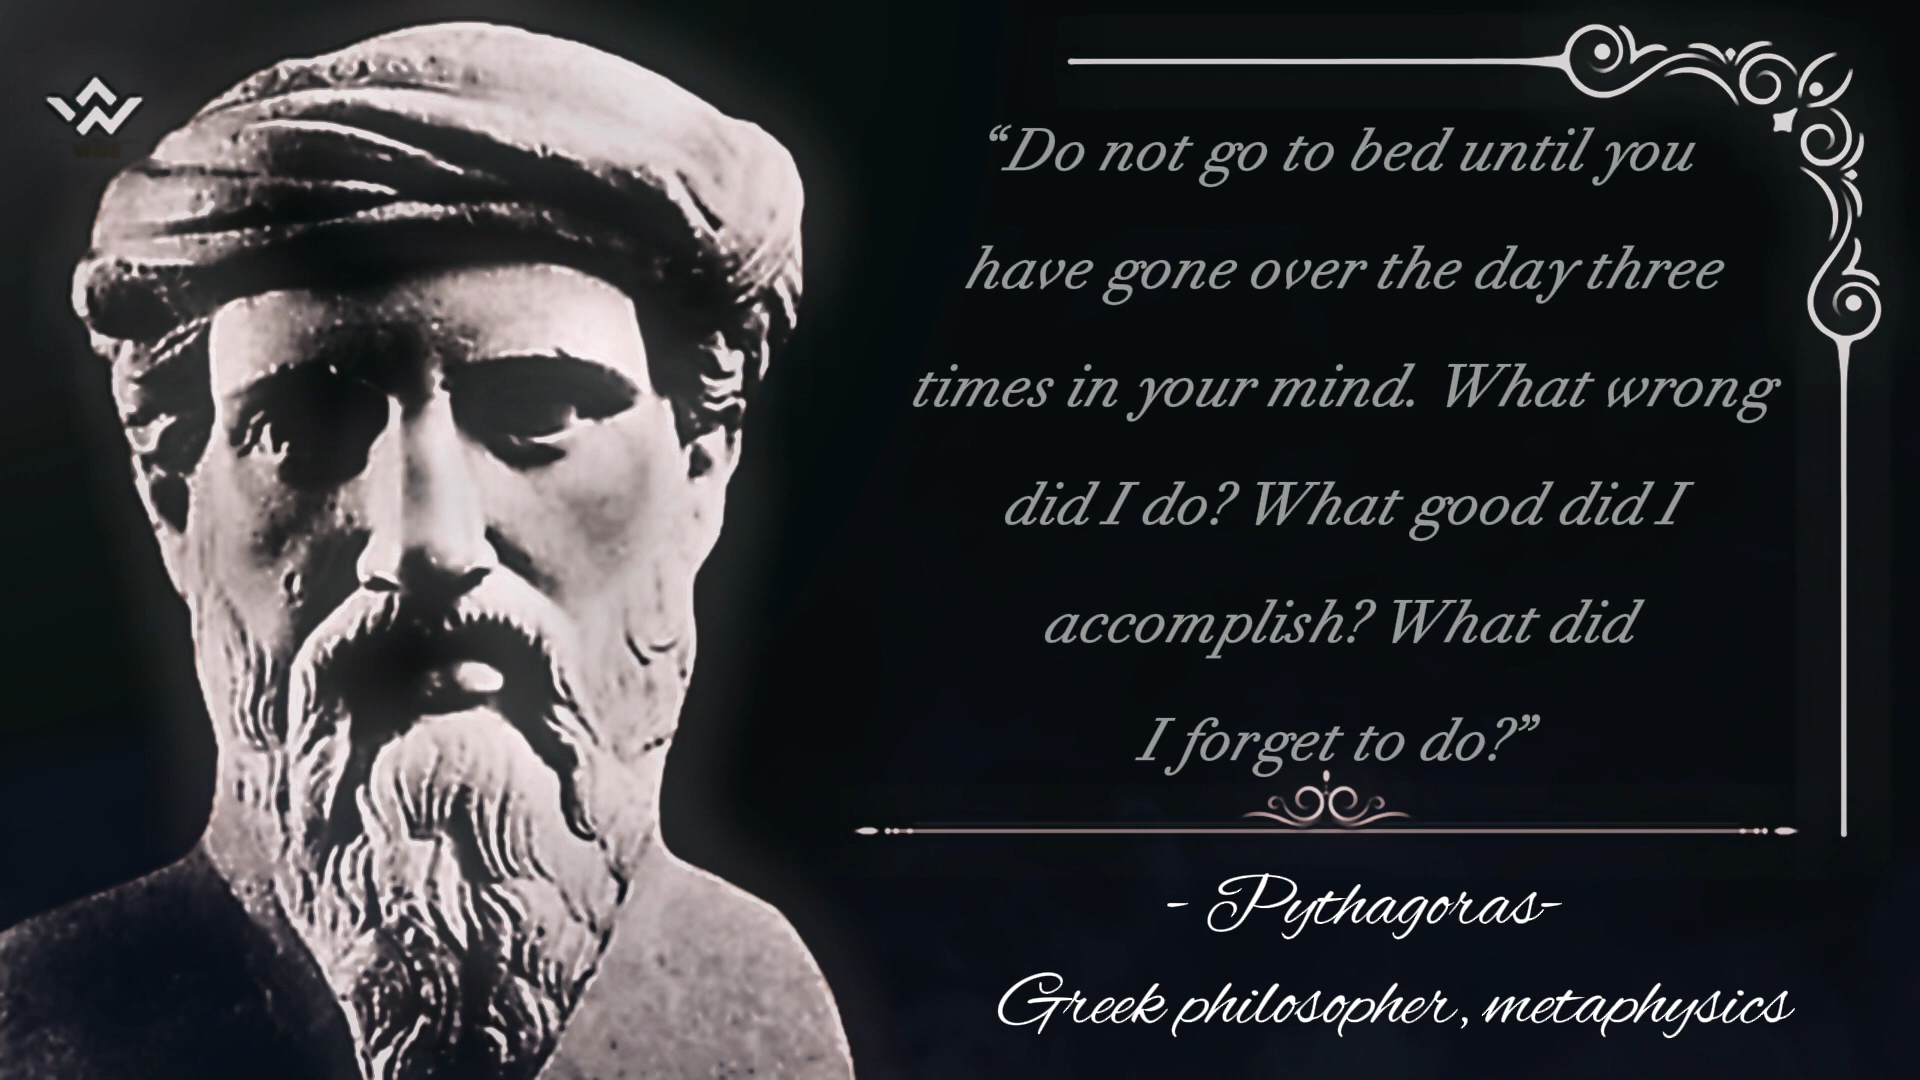 “Do not go to bed until you
have gone over the day three
times in your mind. What wrong
did I do? What good did I
accomplish? What did
I forget to do?”
- Pythagoras-
Greek philosopher, metaphysics